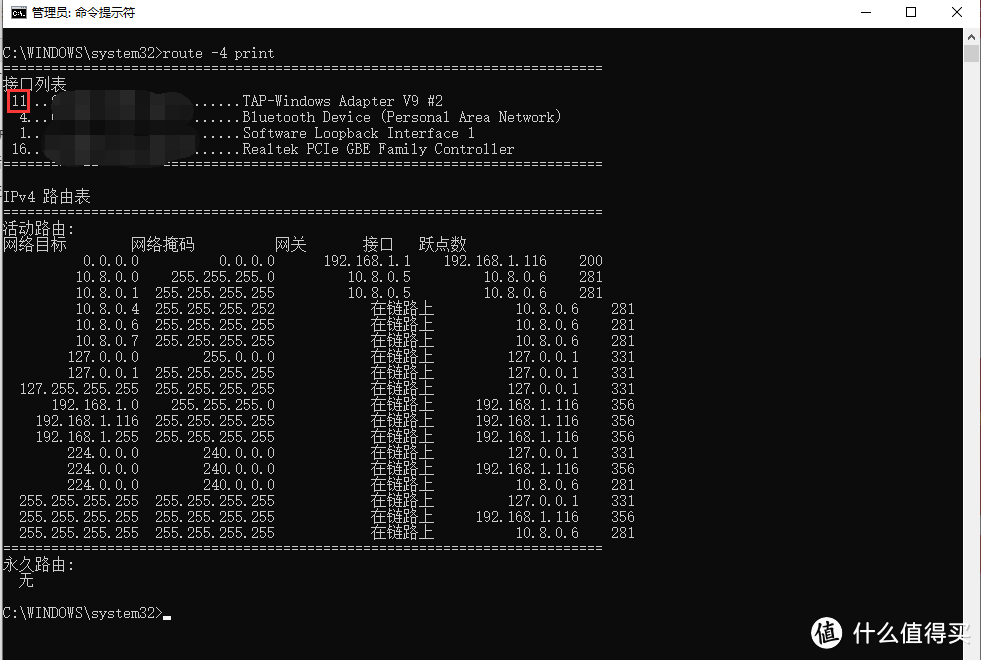 管理员: 命令提示符
C:\WINDOWS\system32>route -4 print
===========================================================================
接口列表
11...
......TAP-Windows Adapter V9 #2
4...
......Bluetooth Device (Personal Area Network)
1...
.....Software Loopback Interface 1
16...
.....Realtek PCIe GBE Family Controller
===========================================================================
IPv4 路由表
===========================================================================
活动路由:
网络目标 网络掩码 网关 接口 跃点数
0.0.0.0 0.0.0.0 192.168.1.1 192.168.1.116 200
10.8.0.0 255.255.255.0 10.8.0.5 10.8.0.6 281
10.8.0.1 255.255.255.255 10.8.0.5 10.8.0.6 281
10.8.0.4 255.255.255.252 在链路上 10.8.0.6 281
10.8.0.6 255.255.255.255 在链路上 10.8.0.6 281
10.8.0.7 255.255.255.255 在链路上 10.8.0.6 281
127.0.0.0 255.0.0.0 在链路上 127.0.0.1 331
127.0.0.1 255.255.255.255 在链路上 127.0.0.1 331
127.255.255.255 255.255.255.255 在链路上 127.0.0.1 331
192.168.1.0 255.255.255.0 在链路上 192.168.1.116 356
192.168.1.116 255.255.255.255 在链路上 192.168.1.116 356
192.168.1.255 255.255.255.255 在链路上 192.168.1.116 356
224.0.0.0 240.0.0.0 在链路上 127.0.0.1 331
224.0.0.0 240.0.0.0 在链路上 192.168.1.116 356
224.0.0.0 240.0.0.0 在链路上 10.8.0.6 281
255.255.255.255 255.255.255.255 在链路上 127.0.0.1 331
255.255.255.255 255.255.255.255 在链路上 192.168.1.116 356
255.255.255.255 255.255.255.255 在链路上 10.8.0.6 281
===========================================================================
永久路由:
无
C:\WINDOWS\system32>
值 什么值得买